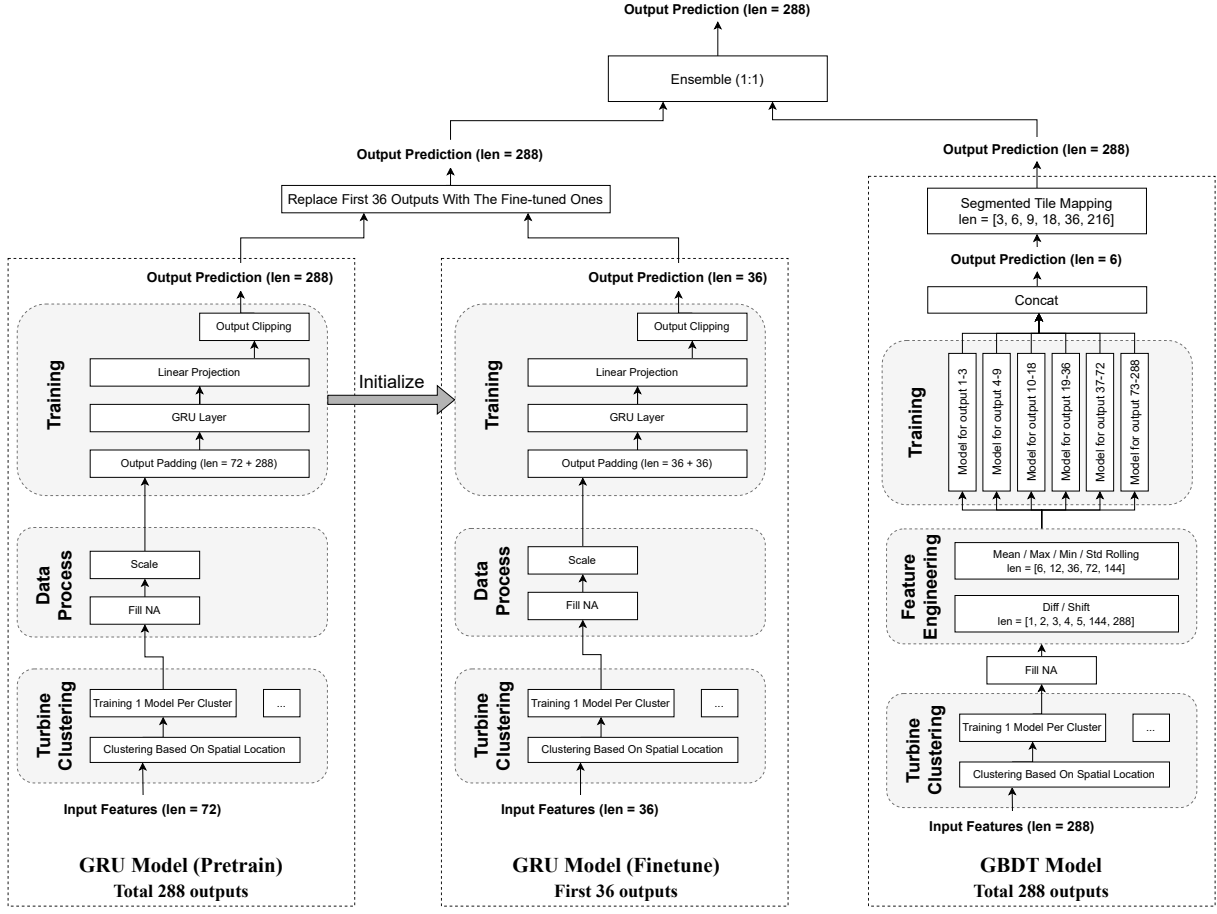 Output Prediction (len = 288)
Ensemble (1:1)
Output Prediction (len = 288)
Replace First 36 Outputs With The Fine-tuned Ones
Output Prediction (len = 288)
Training
Output Clipping
Linear Projection
GRU Layer
Output Padding (len = 72 + 288)
Data
Process
Scale
Fill NA
Turbine
Clustering
Training 1 Model Per Cluster
...
Clustering Based On Spatial Location
Input Features (len = 72)
GRU Model (Pretrain)
Total 288 outputs
Initialize
Output Prediction (len = 36)
Training
Output Clipping
Linear Projection
GRU Layer
Output Padding (len = 36 + 36)
Data
Process
Scale
Fill NA
Turbine
Clustering
Training 1 Model Per Cluster
...
Clustering Based On Spatial Location
Input Features (len = 36)
GRU Model (Finetune)
First 36 outputs
Output Prediction (len = 288)
Segmented Tile Mapping
len = [3, 6, 9, 18, 36, 216]
Output Prediction (len = 6)
Concat
Training
Model for output 1-3
Model for output 4-9
Model for output 10-18
Model for output 19-36
Model for output 37-72
Model for output 73-288
Feature
Engineering
Mean / Max / Min / Std Rolling
len = [6, 12, 36, 72, 144]
Diff / Shift
len = [1, 2, 3, 4, 5, 144, 288]
Fill NA
Turbine
Clustering
Training 1 Model Per Cluster
...
Clustering Based On Spatial Location
Input Features (len = 288)
GBDT Model
Total 288 outputs